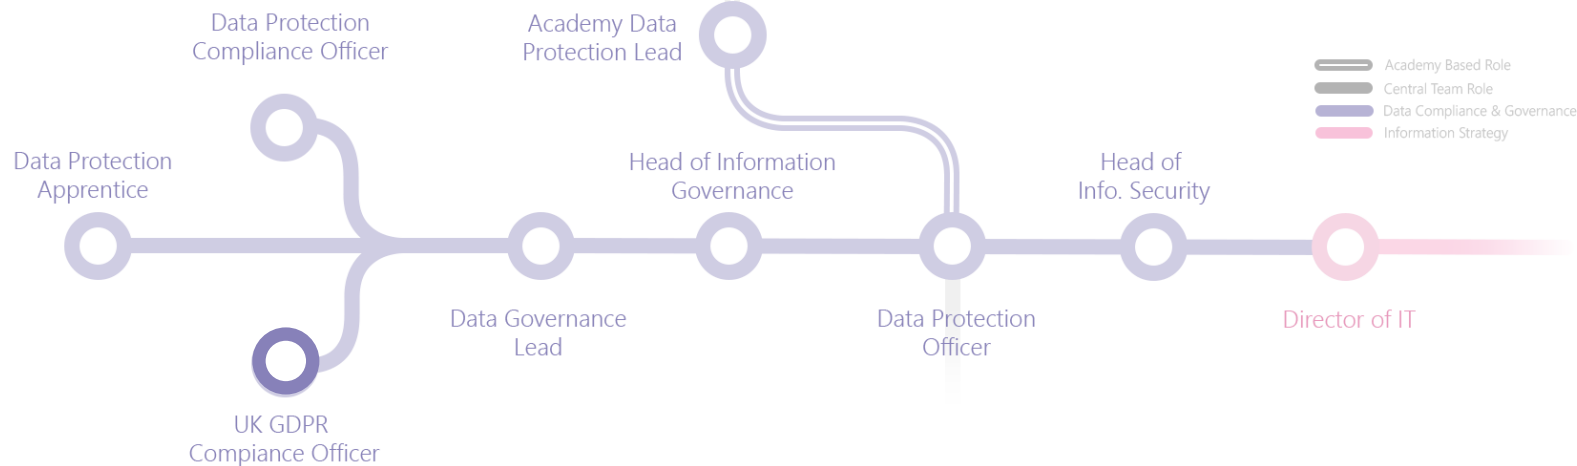 Data Protection
Compliance Officer
Academy Data
Protection Lead
Academy Based Role
Central Team Role
Data Compliance & Governance
Information Strategy
Data Protection
Apprentice
Head of Information
Governance
Head of
Info. Security
Data Governance
Lead
Data Protection
Officer
Director of IT
UK GDPR
Compiance Officer